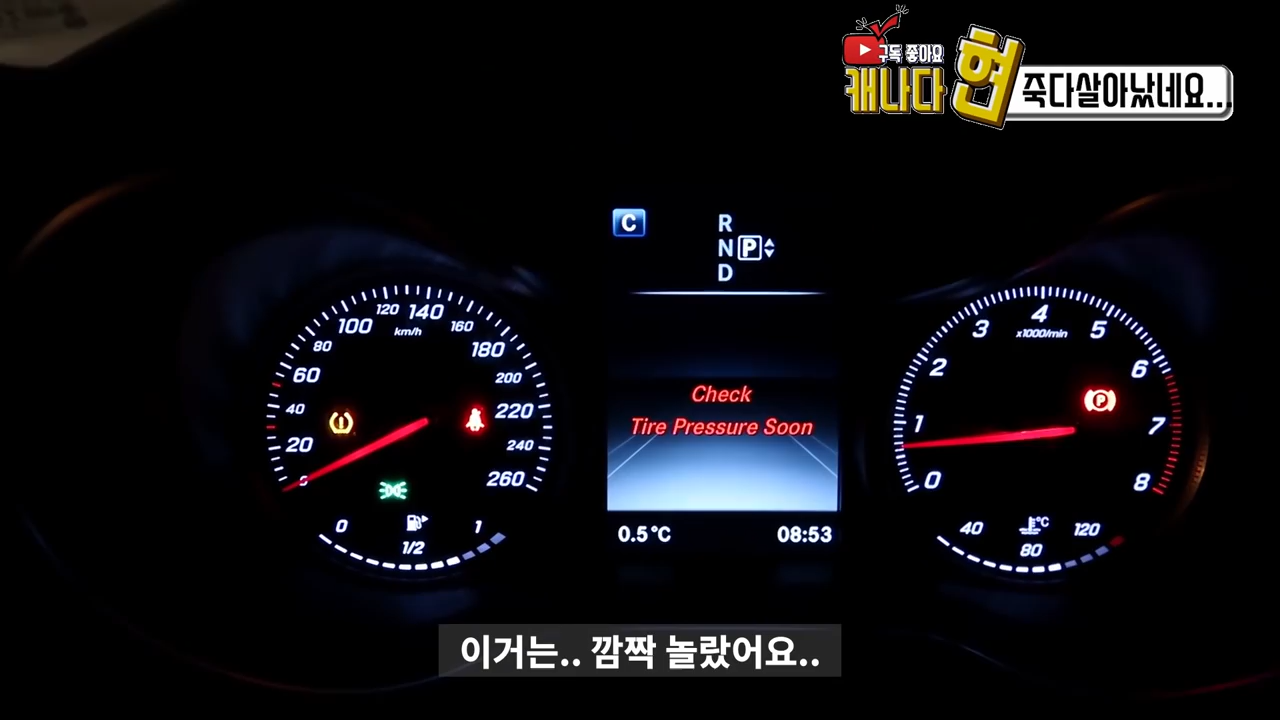 구독 좋아요
캐나다 현 죽다살아났네요...
C
R
N P
D
0 20 40 60 80 100 120 140 160 180 200 220 240 260
km/h
0 1/2 1
Check
Tire Pressure Soon
0.5°C 08:53
0 1 2 3 4 5 6 7 8
x1000/min
P
40 80 120
°C
이거는.. 깜짝 놀랐어요..